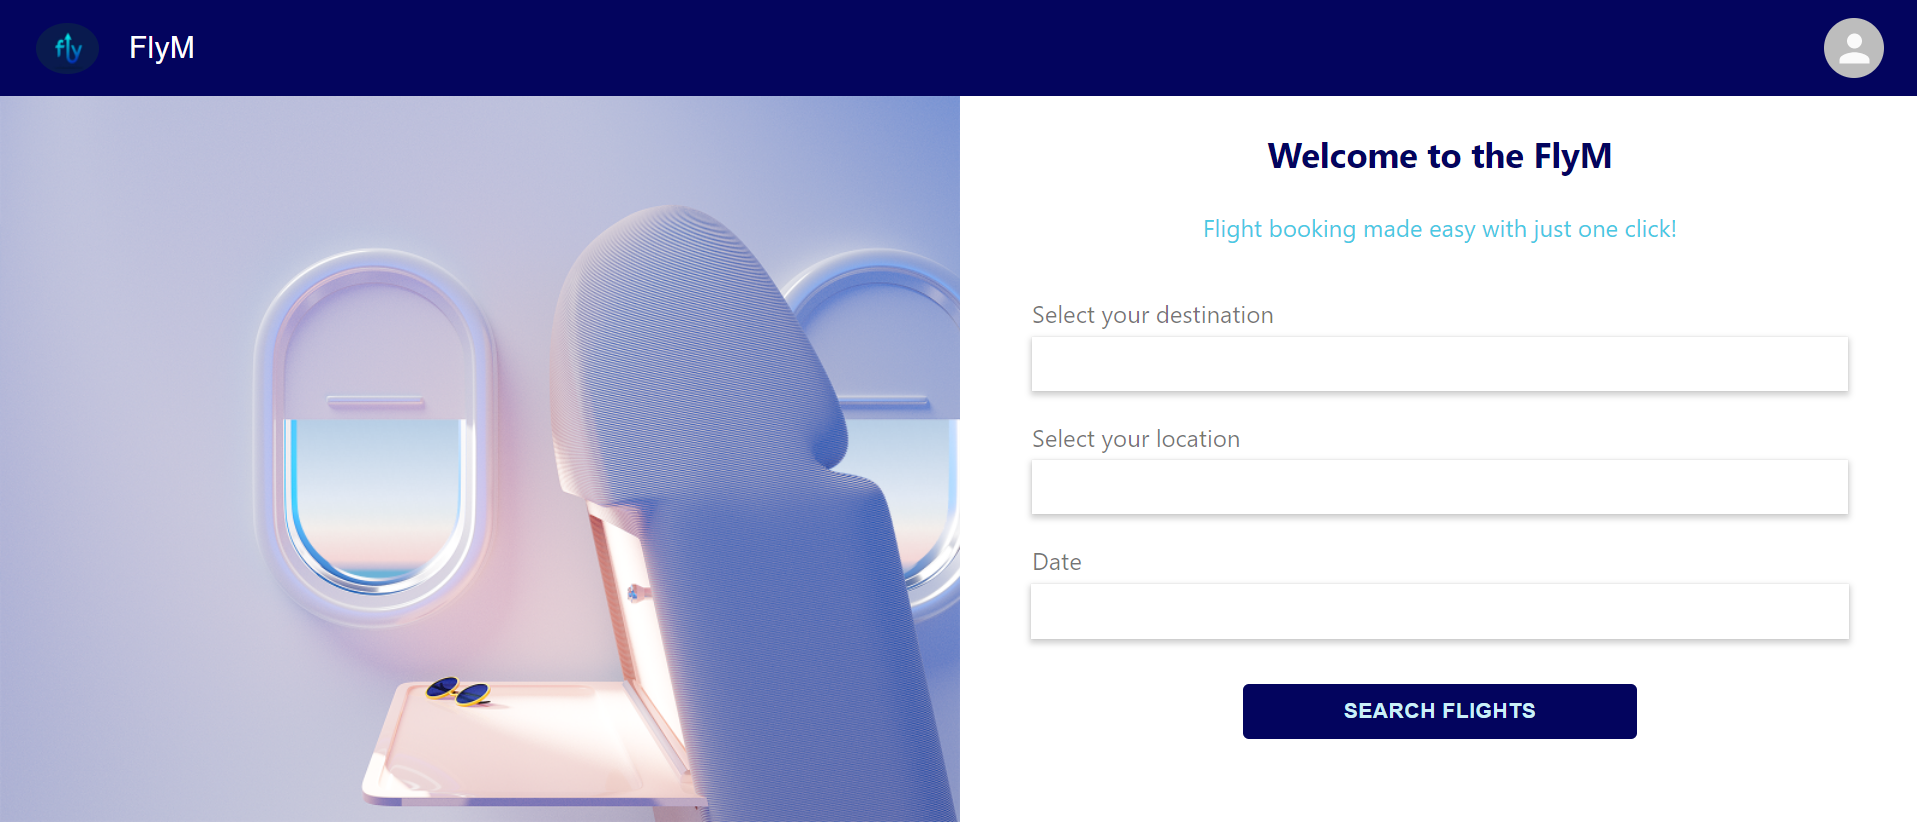 fly
FlyM
Welcome to the FlyM
Flight booking made easy with just one click!
Select your destination
Select your location
Date
SEARCH FLIGHTS